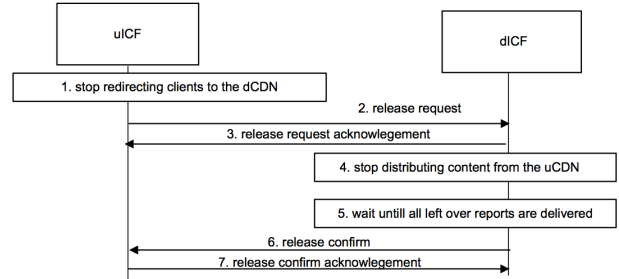 uICF
dICF
1. stop redirecting clients to the dCDN
2. release request
3. release request acknowlegement
4. stop distributing content from the uCDN
5. wait untill all left over reports are delivered
6. release confirm
7. release confirm acknowlegement